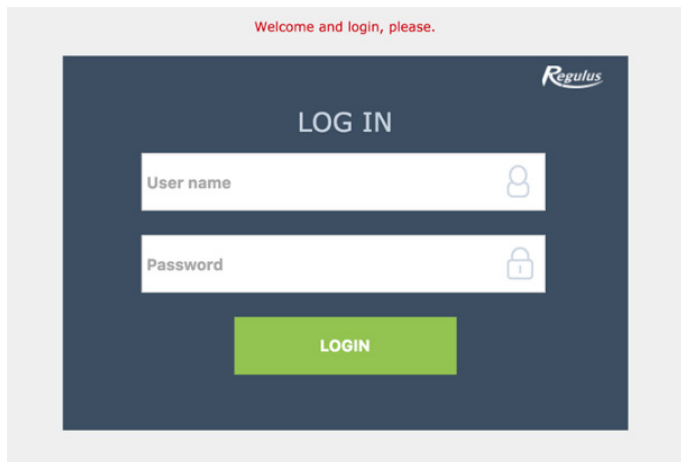 Welcome and login, please.
Regulus
LOG IN
User name
Password
LOGIN